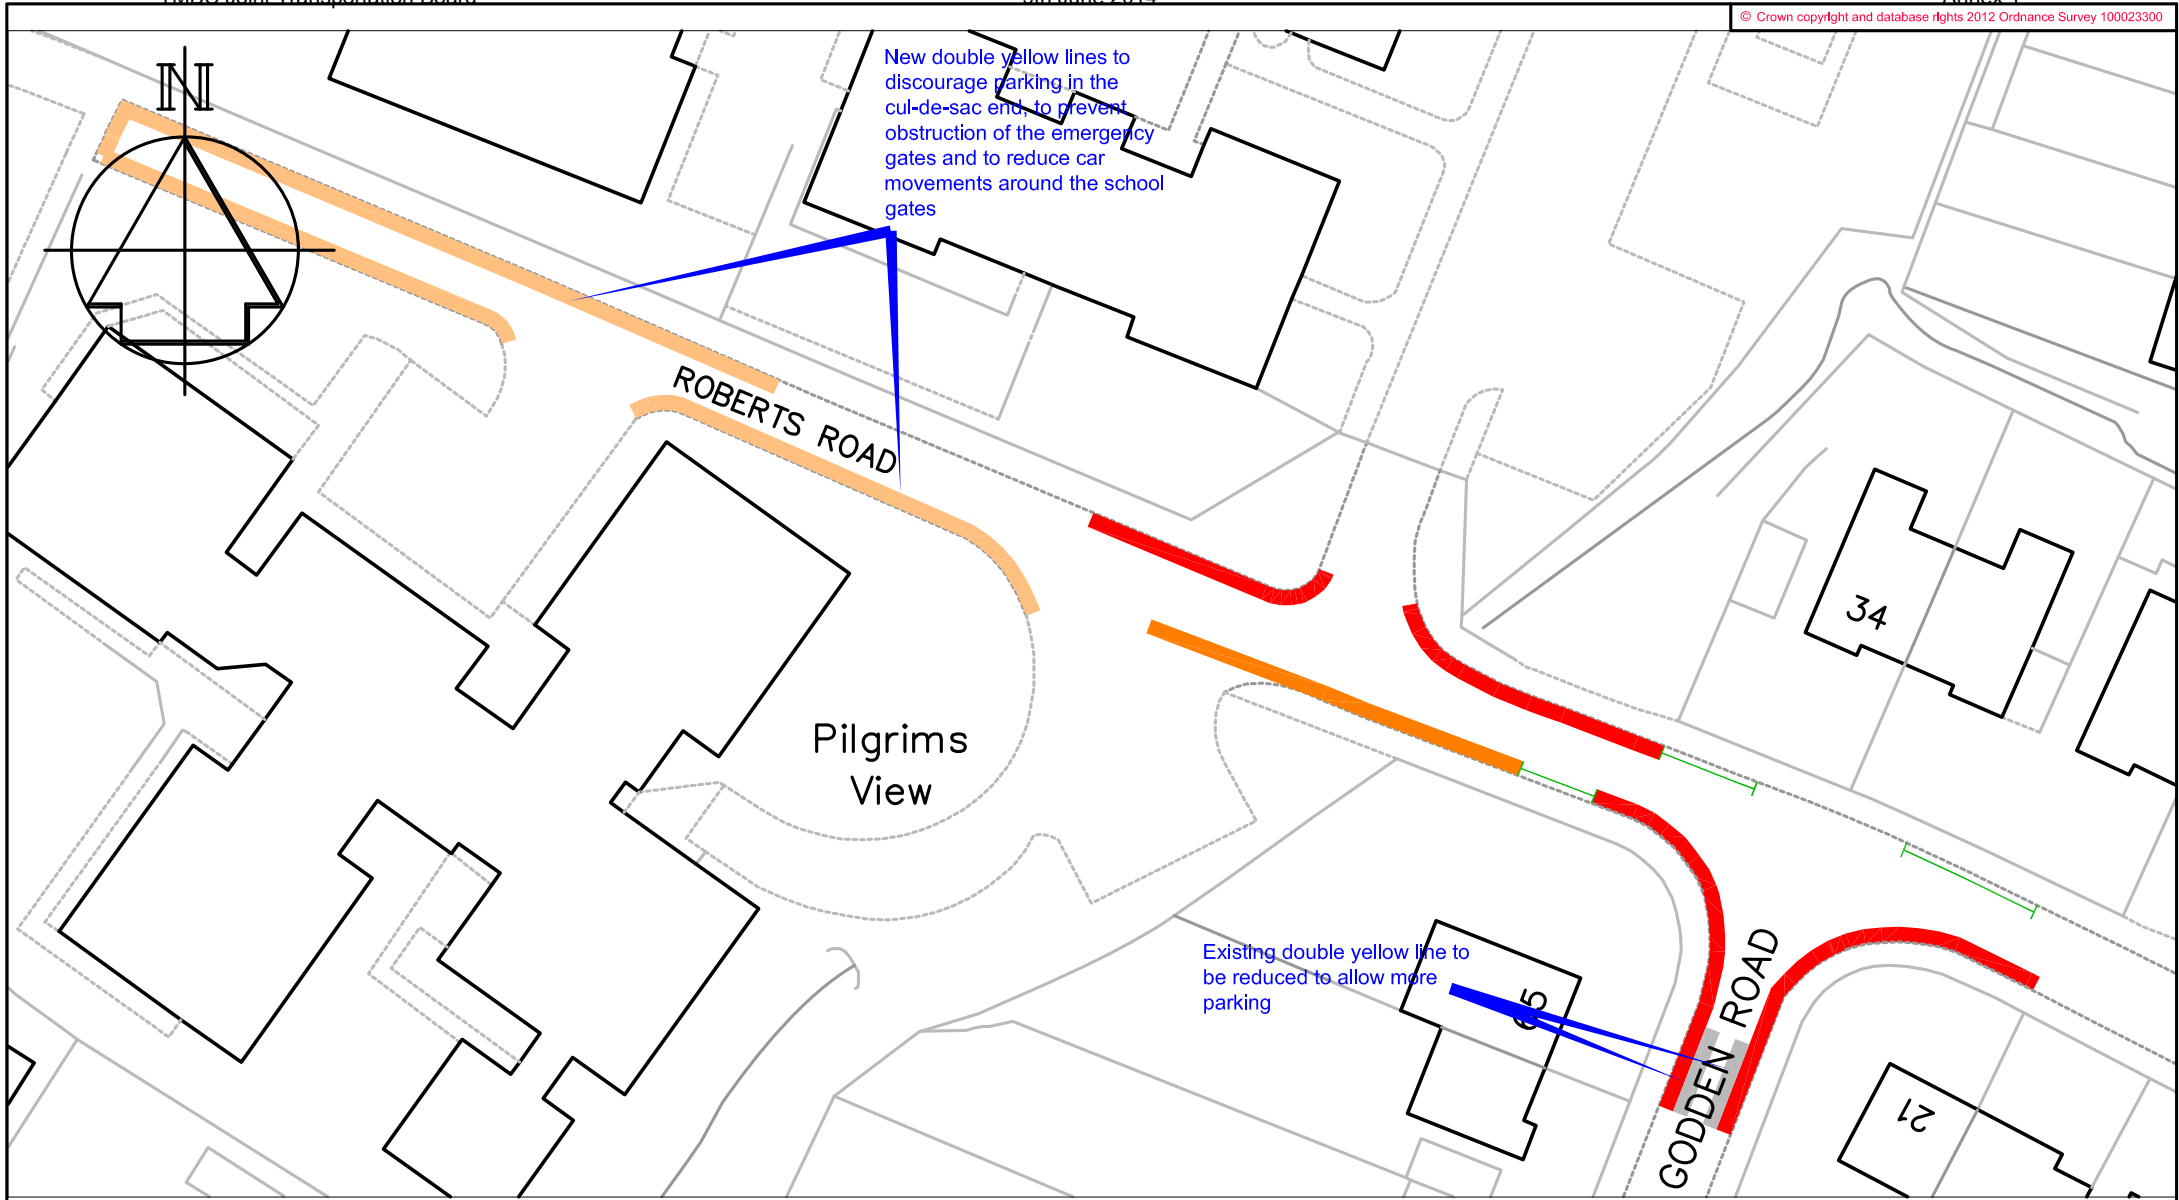 © Crown copyright and database rights 2012 Ordnance Survey 100023300
N
New double yellow lines to
discourage parking in the
cul-de-sac end, to prevent
obstruction of the emergency
gates and to reduce car
movements around the school
gates
ROBERTS ROAD
34
Pilgrims
View
Existing double yellow line to
be reduced to allow more
parking
65
GODDEN ROAD
21